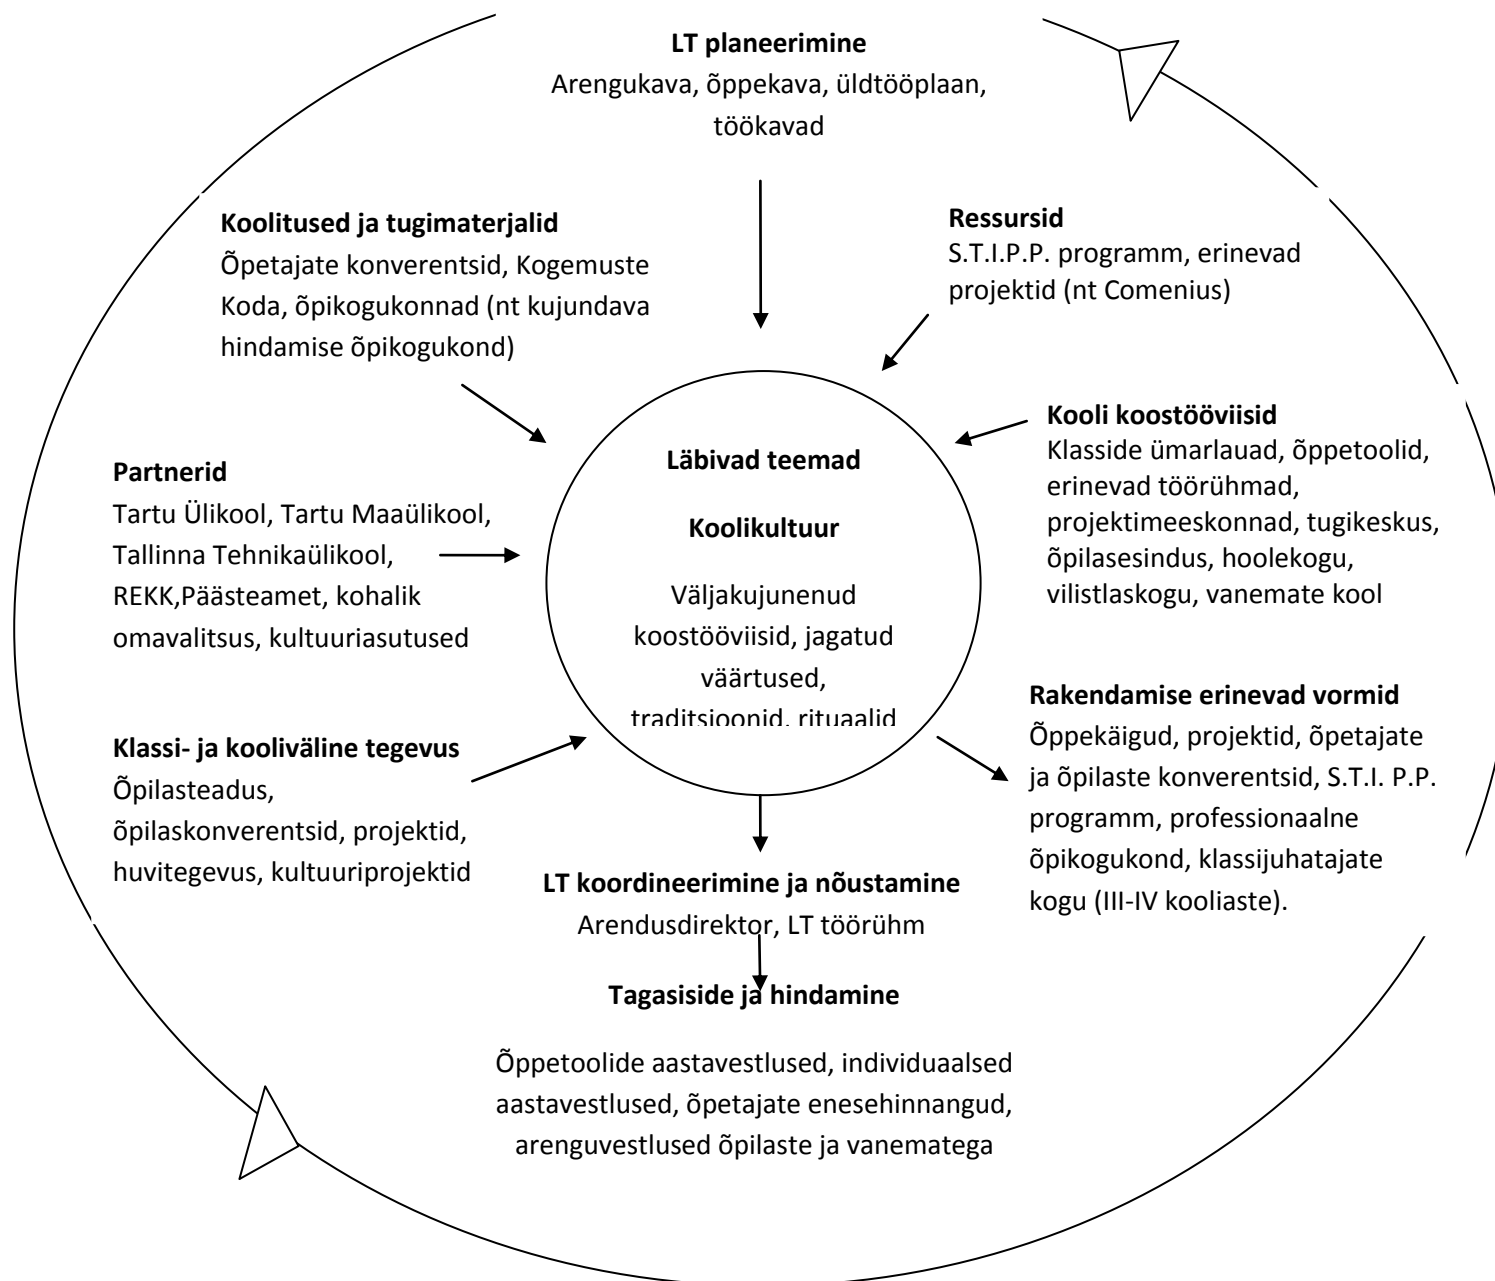 LT planeerimine
Arengukava, õppekava, üldtööplaan,
töökavad
Koolitused ja tugimaterjalid
Õpetajate konverentsid, Kogemuste
Koda, õpikogukonnad (nt kujundava
hindamise õpikogukond)
Ressursid
S.T.I.P.P. programm, erinevad
projektid (nt Comenius)
Kooli koostööviisid
Klasside ümarlauad, õppetoolid,
erinevad töörühmad,
projektimeeskonnad, tugikeskus,
õpilasesindus, hoolekogu,
vilistlaskogu, vanemate kool
Partnerid
Tartu Ülikool, Tartu Maaülikool,
Tallinna Tehnikaülikool,
REKK,Päästeamet, kohalik
omavalitsus, kultuuriasutused
Läbivad teemad
Koolikultuur
Väljakujunenud
koostööviisid, jagatud
väärtused,
traditsioonid, rituaalid
Rakendamise erinevad vormid
Õppekäigud, projektid, õpetajate
ja õpilaste konverentsid, S.T.I. P.P.
programm, professionaalne
õpikogukond, klassijuhatajate
kogu (III-IV kooliaste).
Klassi- ja kooliväline tegevus
Õpilasteadus,
õpilaskonverentsid, projektid,
huvitegevus, kultuuriprojektid
LT koordineerimine ja nõustamine
Arendusdirektor, LT töörühm
Tagasiside ja hindamine
Õppetoolide aastavestlused, individuaalsed
aastavestlused, õpetajate enesehinnangud,
arenguvestlused õpilaste ja vanematega